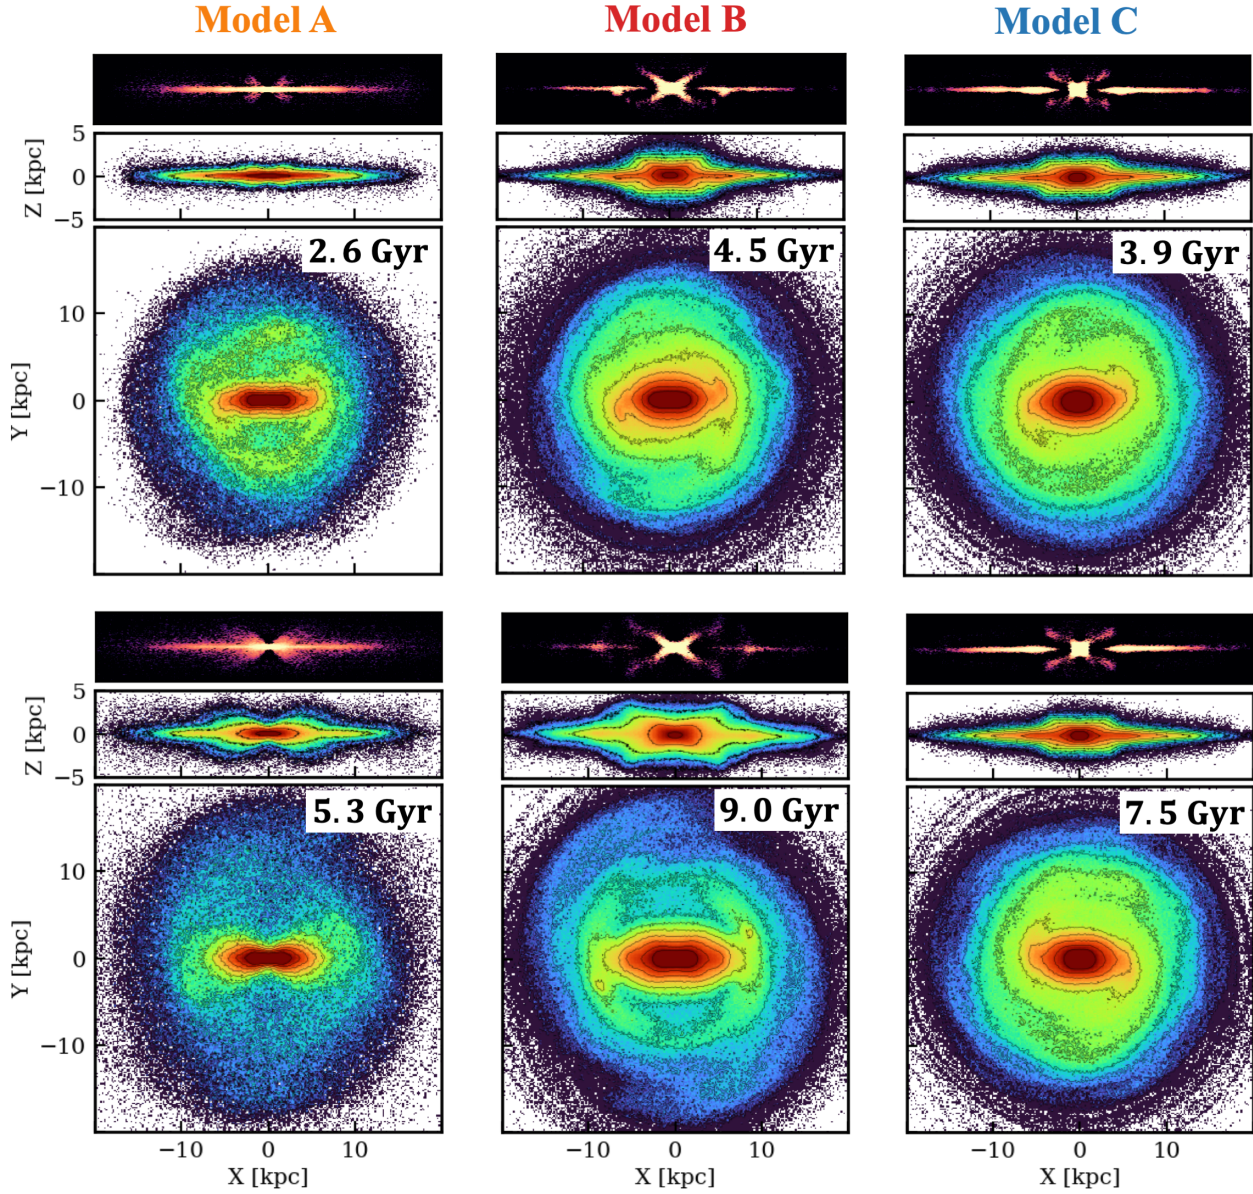 Model A Model B Model C
5
Z [kpc] 0
−5
2.6 Gyr 4.5 Gyr 3.9 Gyr
10
Y [kpc] 0
−10
5
Z [kpc] 0
−5
5.3 Gyr 9.0 Gyr 7.5 Gyr
10
Y [kpc] 0
−10
−10 0 10 −10 0 10 −10 0 10
X [kpc] X [kpc] X [kpc]